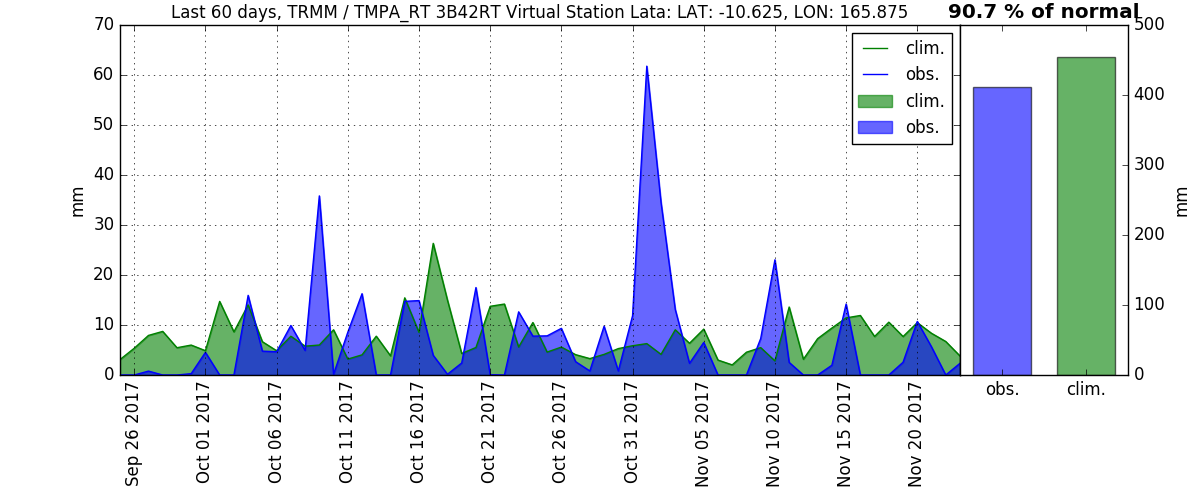 Last 60 days, TRMM / TMPA_RT 3B42RT Virtual Station Lata: LAT: -10.625, LON: 165.875
90.7 % of normal
70
60
50
40
30
20
10
0
mm
clim.
obs.
clim.
obs.
Sep 26 2017
Oct 01 2017
Oct 06 2017
Oct 11 2017
Oct 16 2017
Oct 21 2017
Oct 26 2017
Oct 31 2017
Nov 05 2017
Nov 10 2017
Nov 15 2017
Nov 20 2017
500
400
300
200
100
0
mm
obs.
clim.